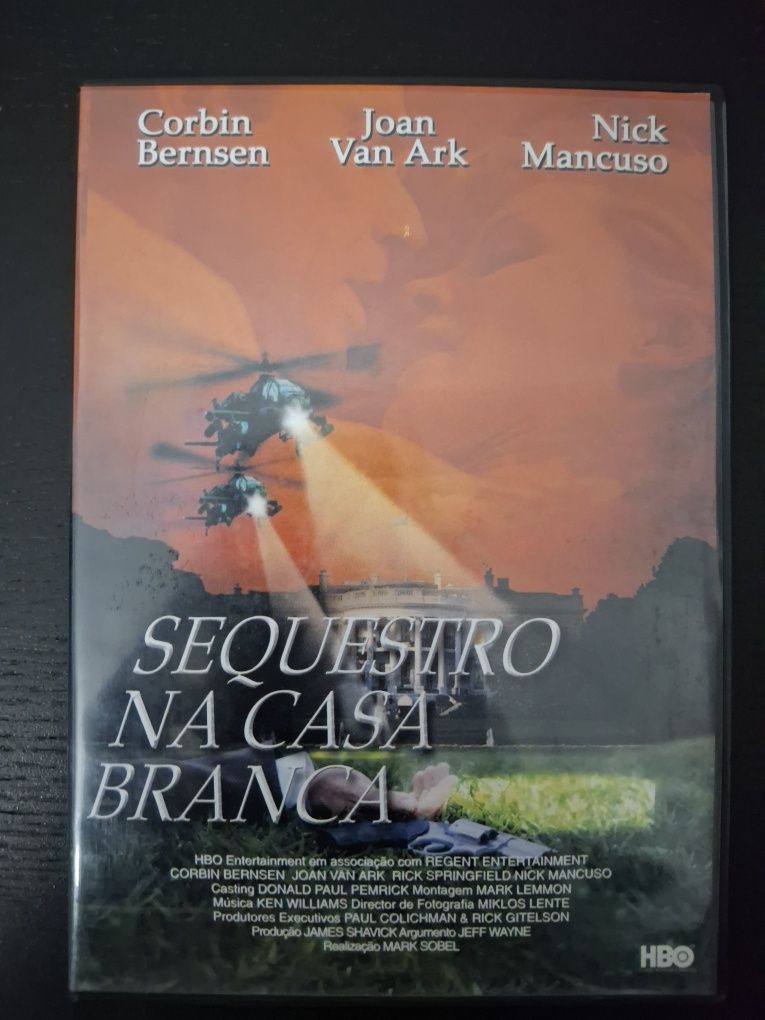 Corbin Bernsen
Joan Van Ark
Nick Mancuso
SEQUESTRO
NA CASA
BRANCA
HBO Entertainment em associação com REGENT ENTERTAINMENT
CORBIN BERNSEN JOAN VAN ARK RICK SPRINGFIELD NICK MANCUSO
Casting DONALD PAUL PEMRICK Montagem MARK LEMMON
Música KEN WILLIAMS Director de Fotografia MIKLOS LENTE
Produtores Executivos PAUL COLICHMAN & RICK GITELSON
Produção JAMES SHAVICK Argumento JEFF WAYNE
Realização MARK SOBEL
HBO